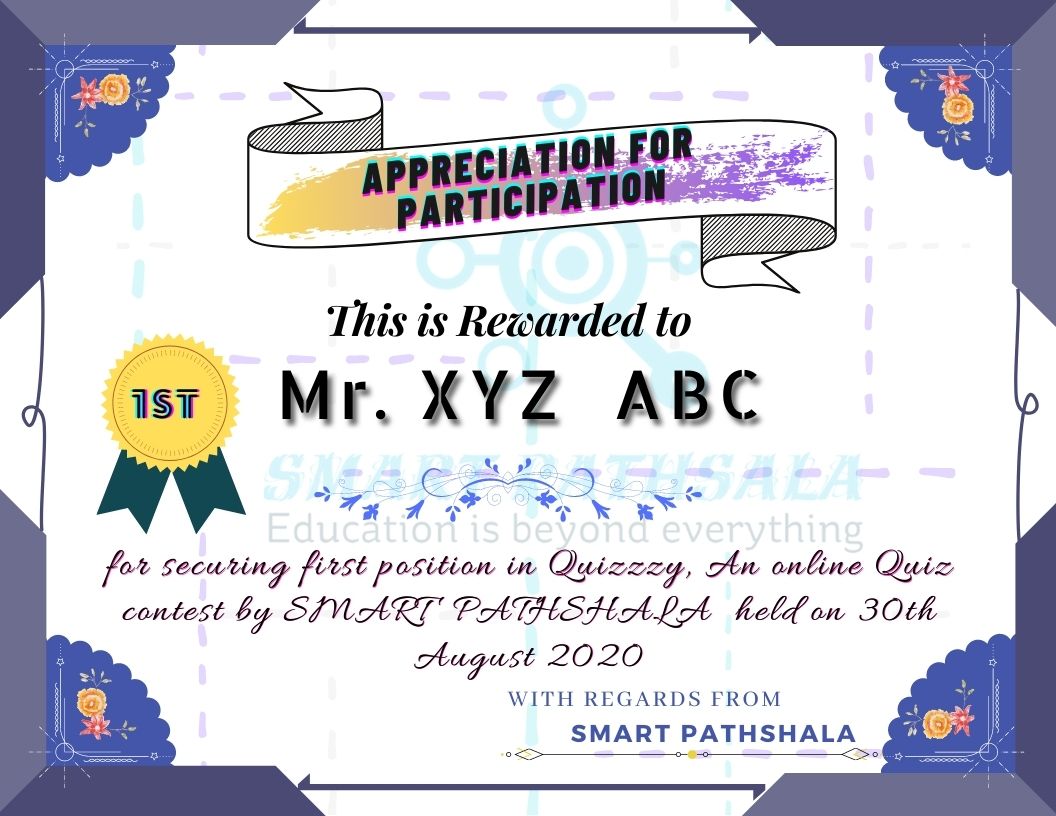 APPRECIATION FOR
PARTICIPATION
This is Rewarded to
1ST
Mr. XYZ ABC
SMART PATHSALA
Education is beyond everything
for securing first position in Quizzzy, An online Quiz
contest by SMART PATHSHALA held on 30th
August 2020
WITH REGARDS FROM
SMART PATHSHALA